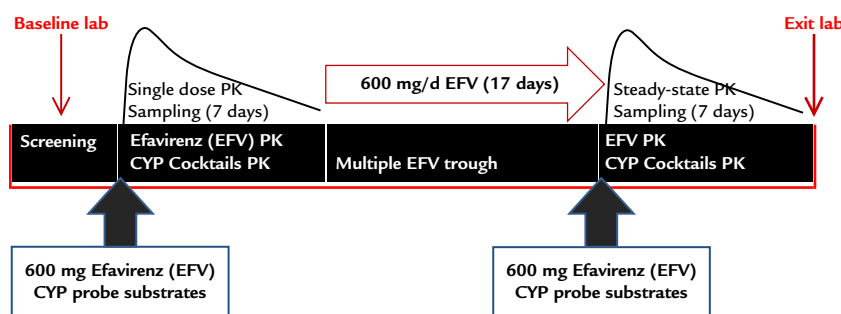 Baseline lab
Exit lab
Single dose PK
Sampling (7 days)
600 mg/d EFV (17 days)
Steady-state PK
Sampling (7 days)
Screening
Efavirenz (EFV) PK
CYP Cocktails PK
Multiple EFV trough
EFV PK
CYP Cocktails PK
600 mg Efavirenz (EFV)
CYP probe substrates
600 mg Efavirenz (EFV)
CYP probe substrates